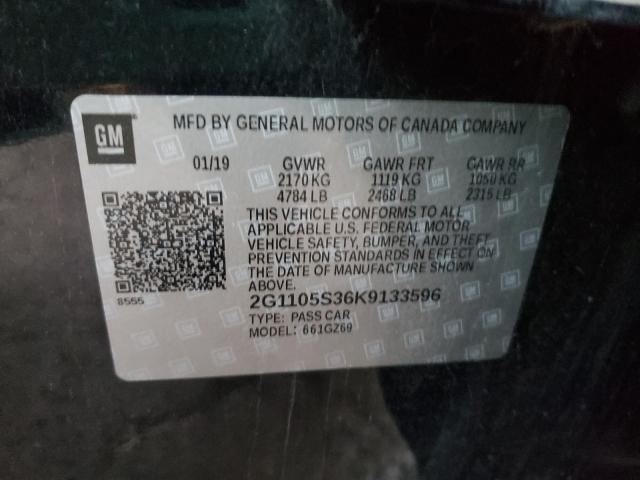 GM
MFD BY GENERAL MOTORS OF CANADA COMPANY
01/19 GVWR GAWR FRT GAWR RR
2170 KG 1119 KG 1050 KG
4784 LB 2468 LB 2315 LB
THIS VEHICLE CONFORMS TO ALL
APPLICABLE U.S. FEDERAL MOTOR
VEHICLE SAFETY, BUMPER, AND THEFT
PREVENTION STANDARDS IN EFFECT ON
THE DATE OF MANUFACTURE SHOWN
ABOVE.
8555
2G1105S36K9133596
TYPE: PASS CAR
MODEL: 661GZ69